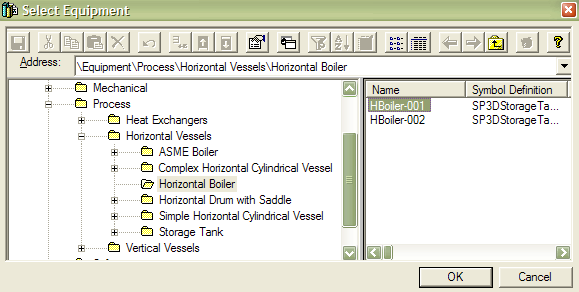 Select Equipment
Address: \Equipment\Process\Horizontal Vessels\Horizontal Boiler
Mechanical
Process
Heat Exchangers
Horizontal Vessels
ASME Boiler
Complex Horizontal Cylindrical Vessel
Horizontal Boiler
Horizontal Drum with Saddle
Simple Horizontal Cylindrical Vessel
Storage Tank
Vertical Vessels
Name Symbol Definition
HBoiler-001 SP3DStorageTa...
HBoiler-002 SP3DStorageTa...
OK Cancel